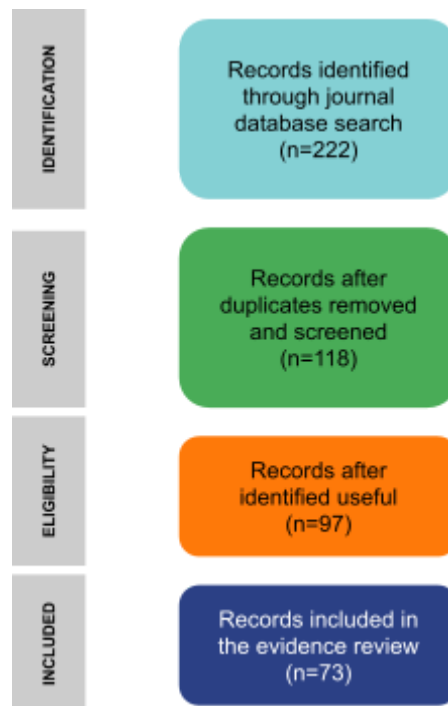 IDENTIFICATION
Records identified
through journal
database search
(n=222)
SCREENING
Records after
duplicates removed
and screened
(n=118)
ELIGIBILITY
Records after
identified useful
(n=97)
INCLUDED
Records included in
the evidence review
(n=73)